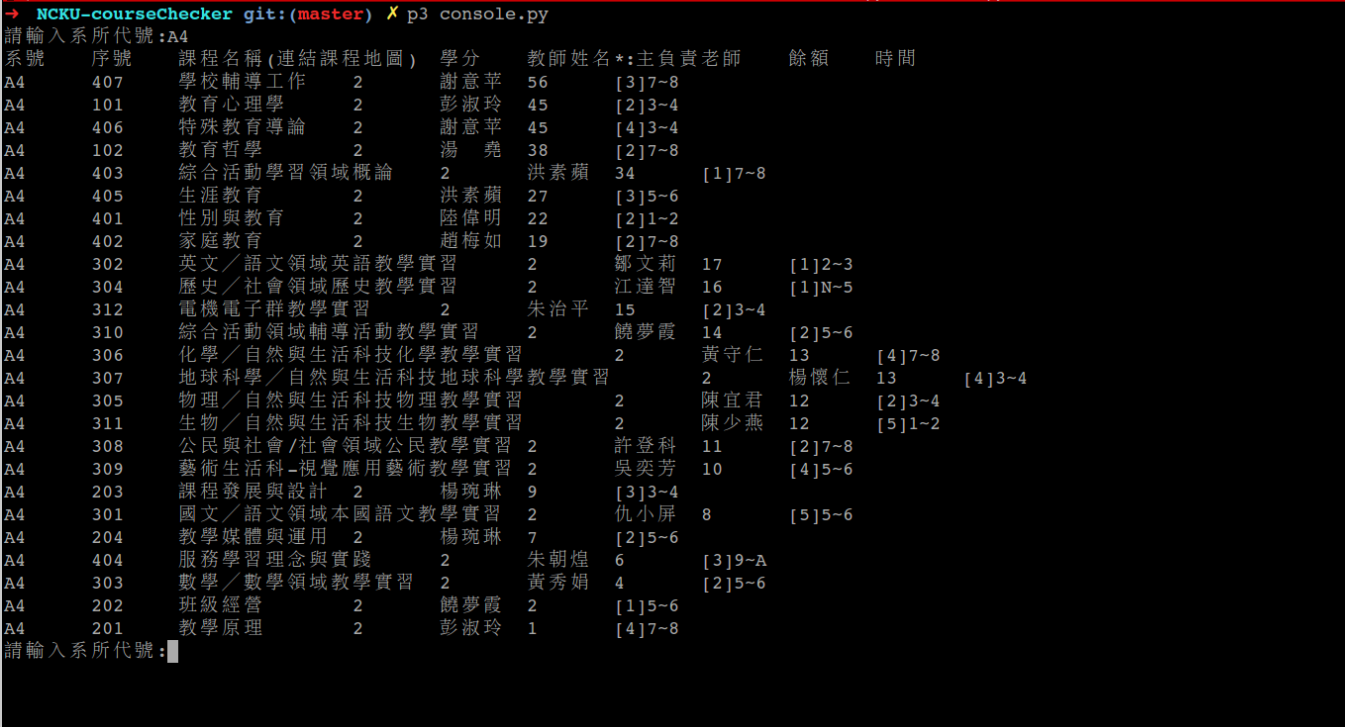 → NCKU-courseChecker git:(master) ✗ p3 console.py
請輸入系所代號:A4
系號 序號 課程名稱(連結課程地圖) 學分 教師姓名*:主負責老師 餘額 時間
A4 407 學校輔導工作 2 謝意苹 56 [3]7~8
A4 101 教育心理學 2 彭淑玲 45 [2]3~4
A4 406 特殊教育導論 2 謝意苹 45 [4]3~4
A4 102 教育哲學 2 湯 堯 38 [2]7~8
A4 403 綜合活動學習領域概論 2 洪素蘋 34 [1]7~8
A4 405 生涯教育 2 洪素蘋 27 [3]5~6
A4 401 性別與教育 2 陸偉明 22 [2]1~2
A4 402 家庭教育 2 趙梅如 19 [2]7~8
A4 302 英文／語文領域英語教學實習 2 鄒文莉 17 [1]2~3
A4 304 歷史／社會領域歷史教學實習 2 江達智 16 [1]N~5
A4 312 電機電子群教學實習 2 朱治平 15 [2]3~4
A4 310 綜合活動領域輔導活動教學實習 2 饒夢霞 14 [2]5~6
A4 306 化學／自然與生活科技化學教學實習 2 黃守仁 13 [4]7~8
A4 307 地球科學／自然與生活科技地球科學教學實習 2 楊懷仁 13 [4]3~4
A4 305 物理／自然與生活科技物理教學實習 2 陳宜君 12 [2]3~4
A4 311 生物／自然與生活科技生物教學實習 2 陳少燕 12 [5]1~2
A4 308 公民與社會/社會領域公民教學實習 2 許登科 11 [2]7~8
A4 309 藝術生活科–視覺應用藝術教學實習 2 吳奕芳 10 [4]5~6
A4 203 課程發展與設計 2 楊琬琳 9 [3]3~4
A4 301 國文／語文領域本國語文教學實習 2 仇小屏 8 [5]5~6
A4 204 教學媒體與運用 2 楊琬琳 7 [2]5~6
A4 404 服務學習理念與實踐 2 朱朝煌 6 [3]9~A
A4 303 數學／數學領域教學實習 2 黃秀娟 4 [2]5~6
A4 202 班級經營 2 饒夢霞 2 [1]5~6
A4 201 教學原理 2 彭淑玲 1 [4]7~8
請輸入系所代號: